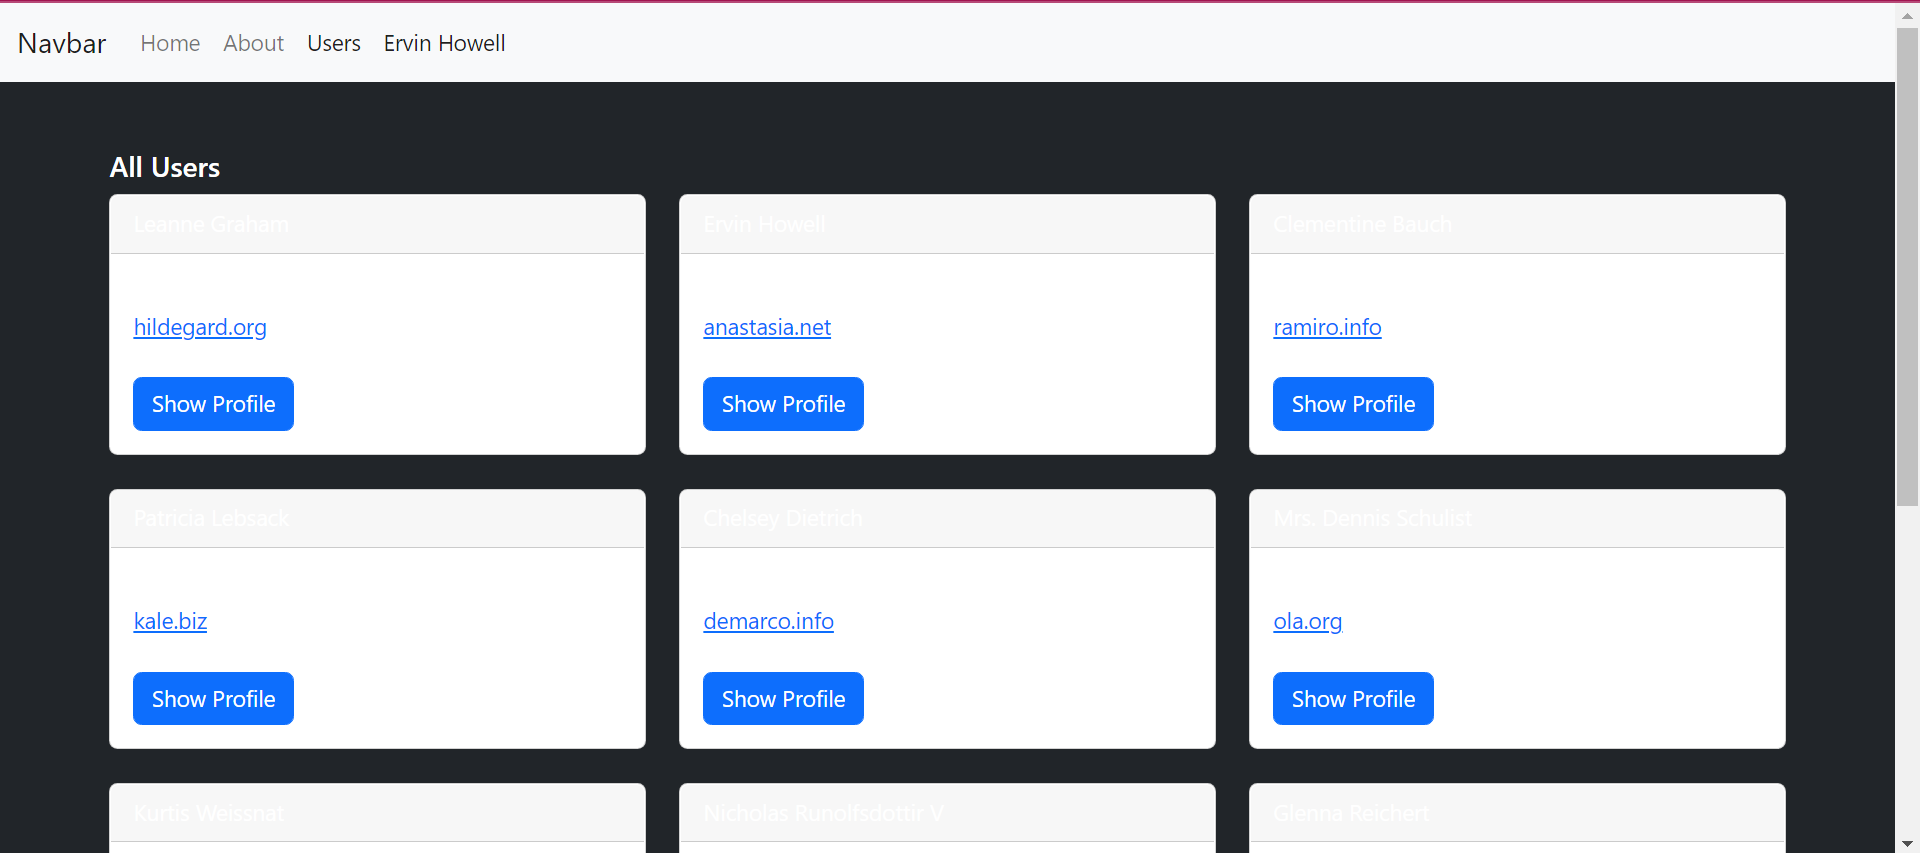 Navbar Home About Users Ervin Howell
All Users
Leanne Graham
hildegard.org
Show Profile
Ervin Howell
anastasia.net
Show Profile
Clementine Bauch
ramiro.info
Show Profile
Patricia Lebsack
kale.biz
Show Profile
Chelsey Dietrich
demarco.info
Show Profile
Mrs. Dennis Schulist
ola.org
Show Profile
Kurtis Weissnat
Nicholas Runolfsdottir V
Glenna Reichert